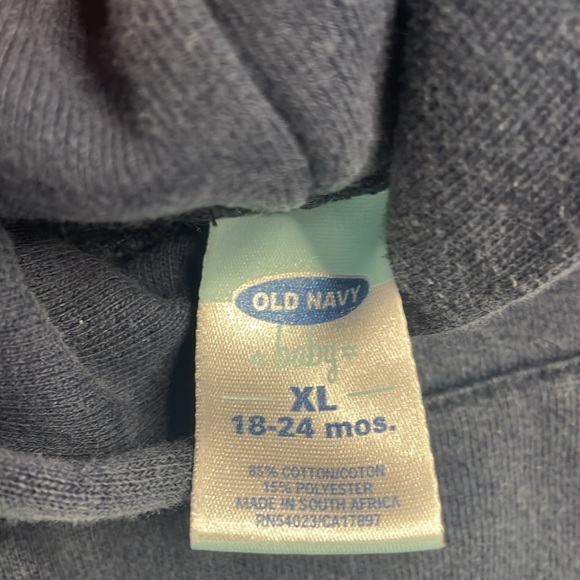 OLD NAVY
baby
XL
18-24 mos.
85% COTTON/COTON
15% POLYESTER
MADE IN SOUTH AFRICA
RN54023/CA17897